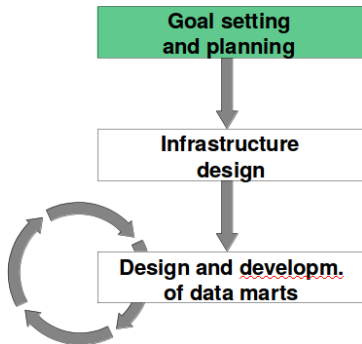 Goal setting
and planning
Infrastructure
design
Design and developm.
of data marts